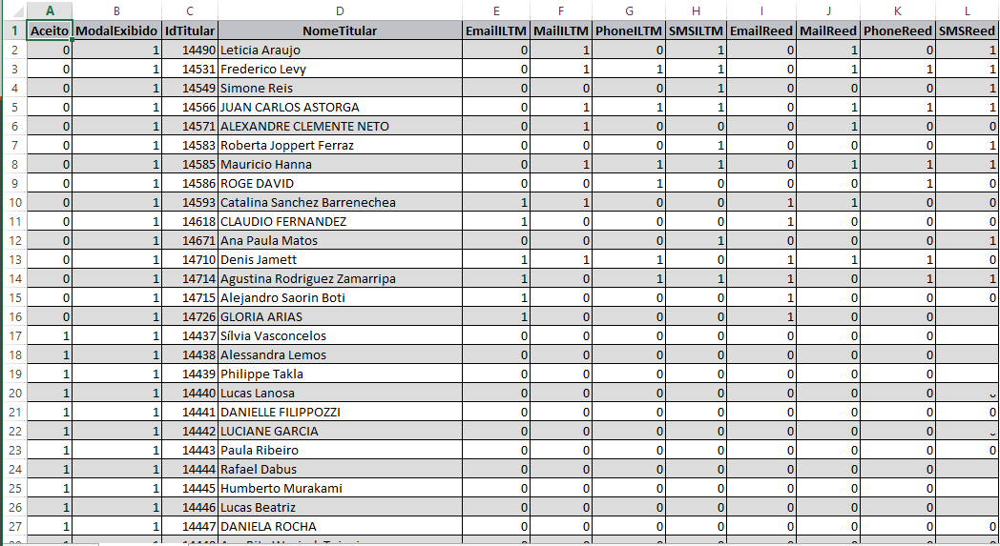 A B C D E F G H I J K L
1 Aceito ModalExibido IdTitular NomeTitular EmailILTM MailILTM PhoneILTM SMSILTM EmailReed MailReed PhoneReed SMSReed
2 0 1 14490 Leticia Araujo 0 1 0 1 0 1 0 1
3 0 1 14531 Frederico Levy 0 1 1 1 0 1 1 1
4 0 1 14549 Simone Reis 0 0 0 1 0 0 0 1
5 0 1 14566 JUAN CARLOS ASTORGA 0 1 1 1 0 1 1 1
6 0 1 14571 ALEXANDRE CLEMENTE NETO 0 1 0 0 0 1 0 0
7 0 1 14583 Roberta Joppert Ferraz 0 0 0 1 0 0 0 1
8 0 1 14585 Mauricio Hanna 0 1 1 1 0 1 1 1
9 0 1 14586 ROGE DAVID 0 0 1 0 0 0 1 0
10 0 1 14593 Catalina Sanchez Barrenechea 1 1 0 0 1 1 0 0
11 0 1 14618 CLAUDIO FERNANDEZ 1 0 0 0 1 0 0 0
12 0 1 14671 Ana Paula Matos 0 0 0 1 0 0 0 1
13 0 1 14710 Denis Jamett 1 1 1 0 1 1 1 0
14 0 1 14714 Agustina Rodriguez Zamarripa 1 0 1 1 1 0 1 1
15 0 1 14715 Alejandro Saorin Boti 1 0 0 0 1 0 0 0
16 0 1 14726 GLORIA ARIAS 1 0 0 0 1 0 0
17 1 1 14437 Sílvia Vasconcelos 0 0 0 0 0 0 0
18 1 1 14438 Alessandra Lemos 0 0 0 0 0 0 0
19 1 1 14439 Philippe Takla 0 0 0 0 0 0 0
20 1 1 14440 Lucas Lanosa 0 0 0 0 0 0 0
21 1 1 14441 DANIELLE FILIPPOZZI 0 0 0 0 0 0 0 0
22 1 1 14442 LUCIANE GARCIA 0 0 0 0 0 0 0
23 1 1 14443 Paula Ribeiro 0 0 0 0 0 0 0 0
24 1 1 14444 Rafael Dabus 0 0 0 0 0 0 0
25 1 1 14445 Humberto Murakami 0 0 0 0 0 0 0
26 1 1 14446 Lucas Beatriz 0 0 0 0 0 0 0
27 1 1 14447 DANIELA ROCHA 0 0 0 0 0 0 0 0